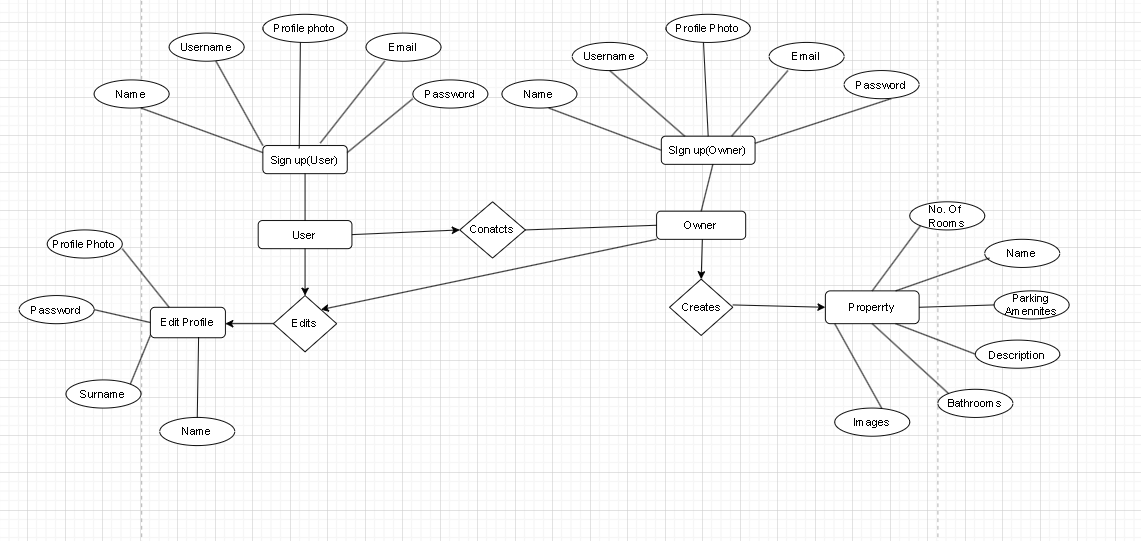 Profile photo
Profile Photo
Username
Email
Username
Email
Name
Password
Name
Password
Sign up(User)
SIgn up(Owner)
No. Of
Rooms
User
Conatcts
Owner
Profile Photo
Name
Password
Edit Profile
Edits
Creates
Properrty
Parking
Amennites
Description
Surname
Bathrooms
Name
Images